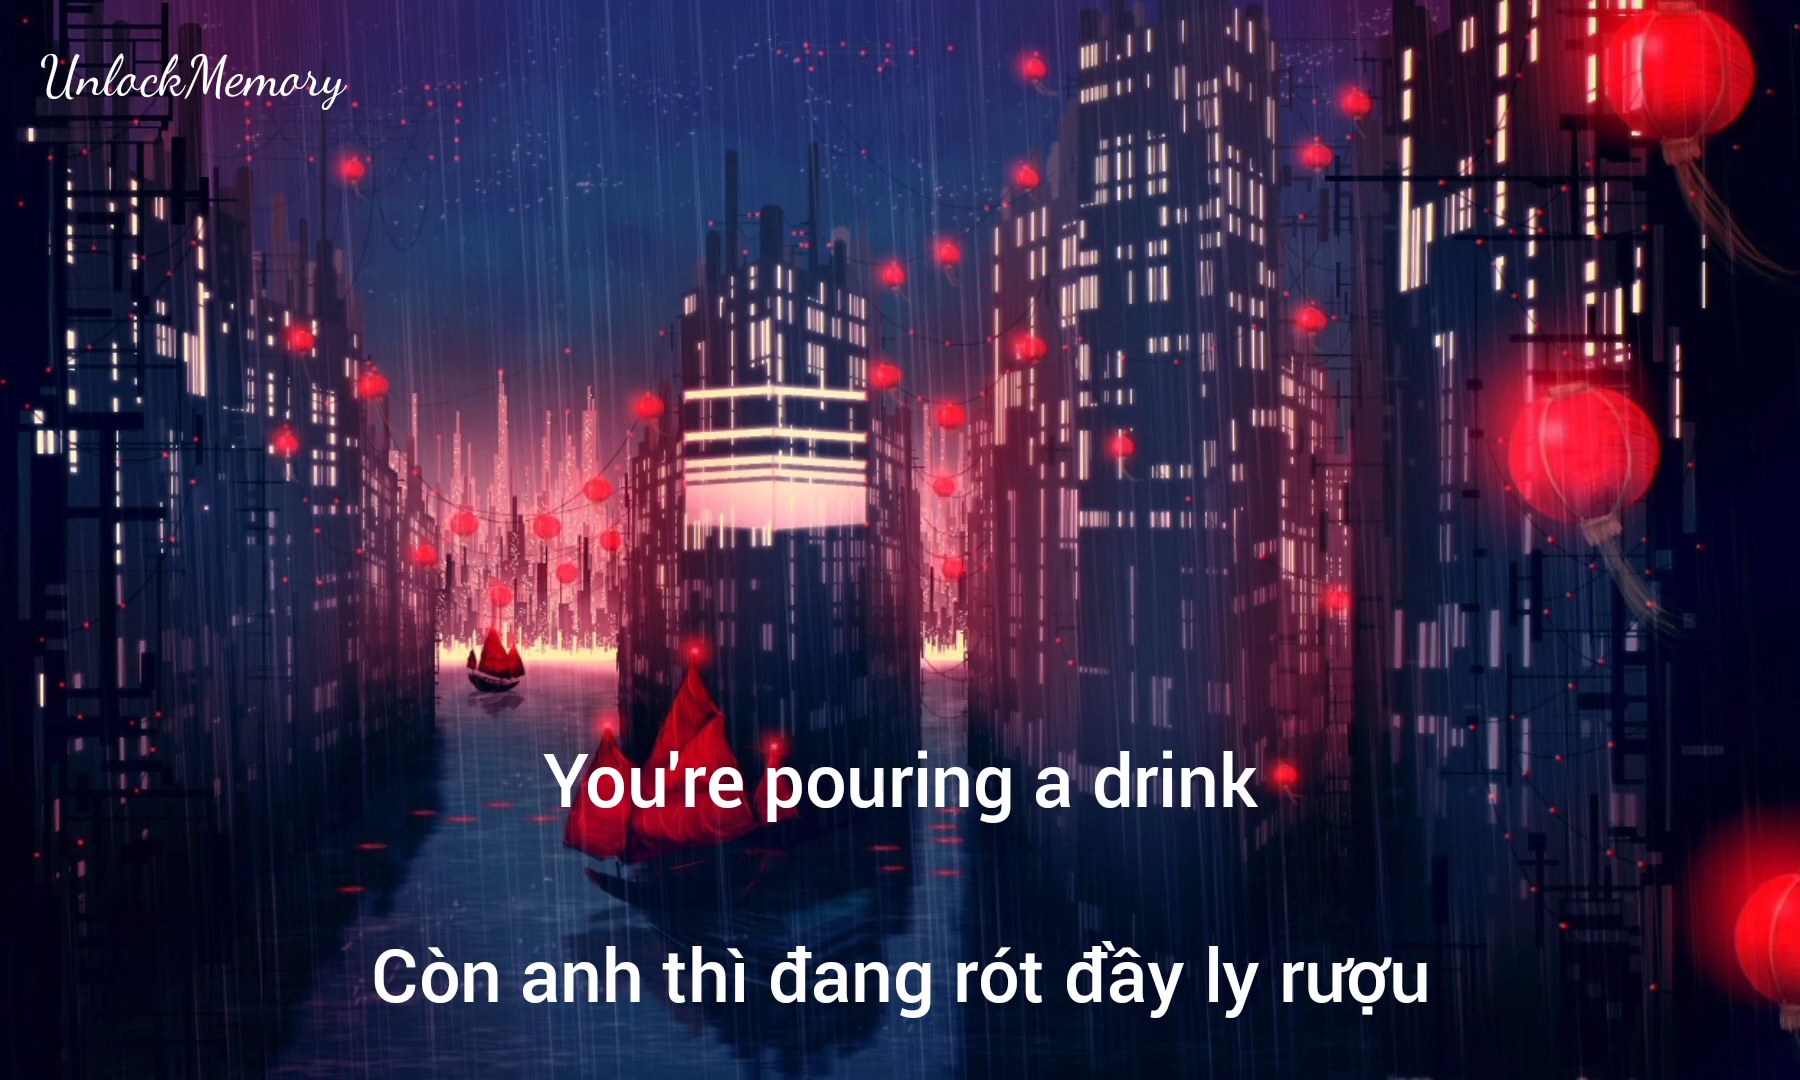 UnlockMemory
You're pouring a drink
Còn anh thì đang rót đầy ly rượu